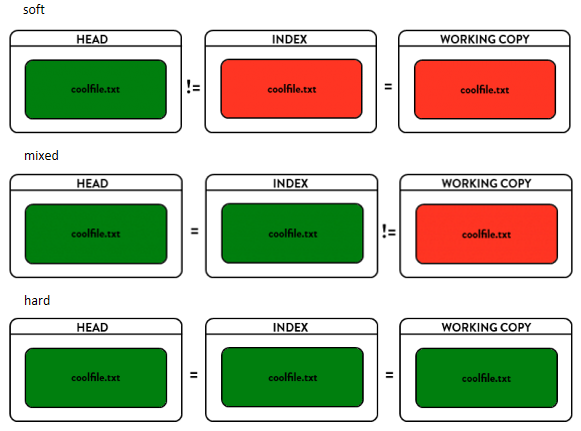 soft
HEAD INDEX WORKING COPY
coolfile.txt != coolfile.txt = coolfile.txt
mixed
HEAD INDEX WORKING COPY
coolfile.txt = coolfile.txt != coolfile.txt
hard
HEAD INDEX WORKING COPY
coolfile.txt = coolfile.txt = coolfile.txt